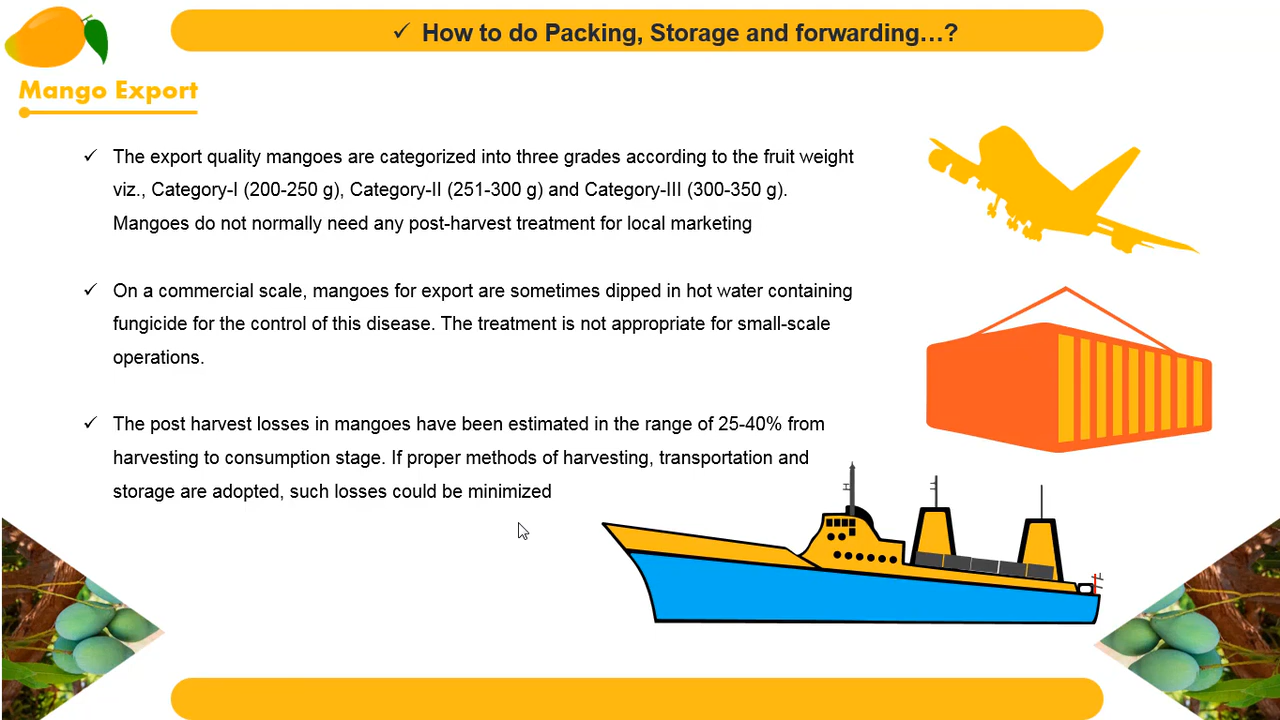 ✓ How to do Packing, Storage and forwarding...?
Mango Export
✓ The export quality mangoes are categorized into three grades according to the fruit weight
viz., Category-I (200-250 g), Category-II (251-300 g) and Category-III (300-350 g).
Mangoes do not normally need any post-harvest treatment for local marketing
✓ On a commercial scale, mangoes for export are sometimes dipped in hot water containing
fungicide for the control of this disease. The treatment is not appropriate for small-scale
operations.
✓ The post harvest losses in mangoes have been estimated in the range of 25-40% from
harvesting to consumption stage. If proper methods of harvesting, transportation and
storage are adopted, such losses could be minimized